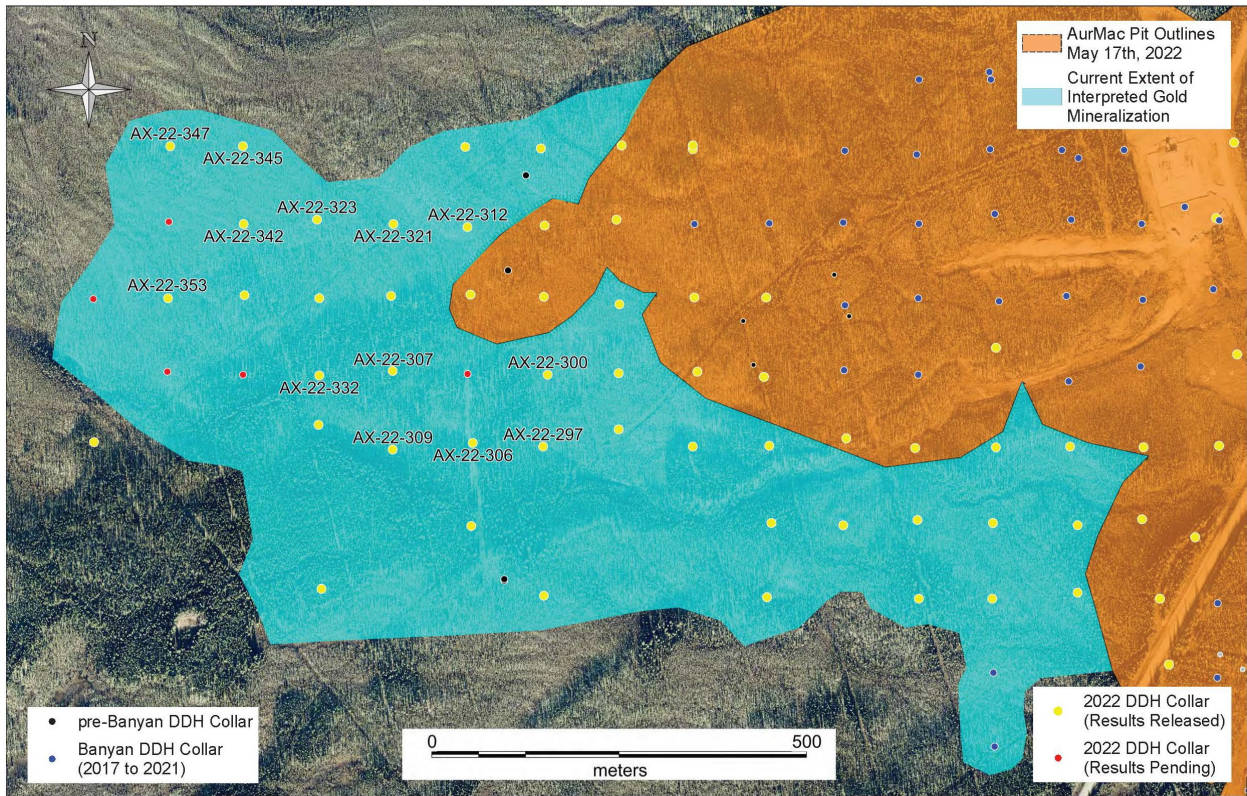 N
AurMac Pit Outlines
May 17th, 2022
Current Extent of
Interpreted Gold
Mineralization
AX-22-347
AX-22-345
AX-22-323
AX-22-312
AX-22-342
AX-22-321
AX-22-353
AX-22-307
AX-22-300
AX-22-332
AX-22-309
AX-22-297
AX-22-306
pre-Banyan DDH Collar
Banyan DDH Collar
(2017 to 2021)
0
500
meters
2022 DDH Collar
(Results Released)
2022 DDH Collar
(Results Pending)